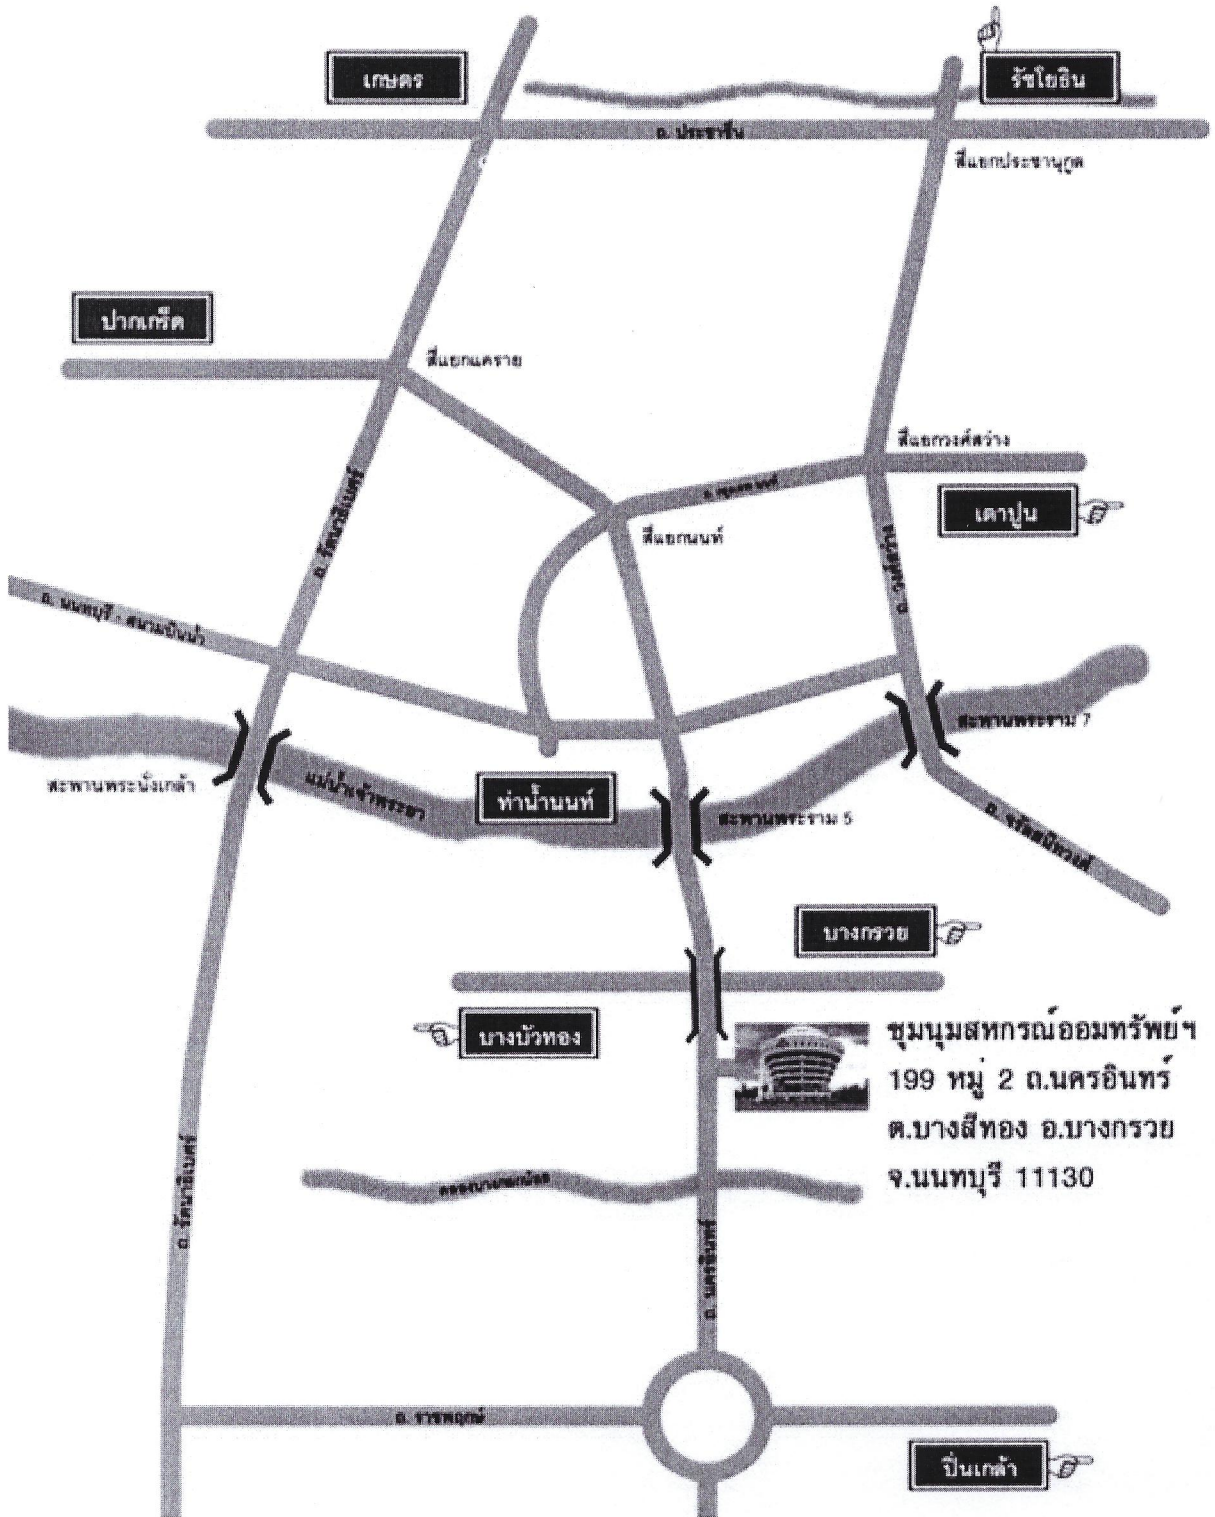 เกษตร
รัชโยธิน
ถ. ประชาชื่น
สี่แยกประชานุกูล
ปากเกร็ด
สี่แยกแคราย
สี่แยกวงศ์สว่าง
ถ. รัตนาธิเบศร์
เตาปูน
สี่แยกนนท์
ถ. วงศ์สว่าง
ถ. นนทบุรี - สนามบินน้ำ
สะพานพระราม 7
สะพานพระนั่งเกล้า
แม่น้ำเจ้าพระยา
ท่าน้ำนนท์
สะพานพระราม 5
ถ. จรัลสนิทวงศ์
บางกรวย
บางบัวทอง
ชุมนุมสหกรณ์ออมทรัพย์ฯ
199 หมู่ 2 ถ.นครอินทร์
ต.บางสีทอง อ.บางกรวย
จ.นนทบุรี 11130
ถ. รัตนาธิเบศร์
ถ. นครอินทร์
ถ. ราชพฤกษ์
ปิ่นเกล้า